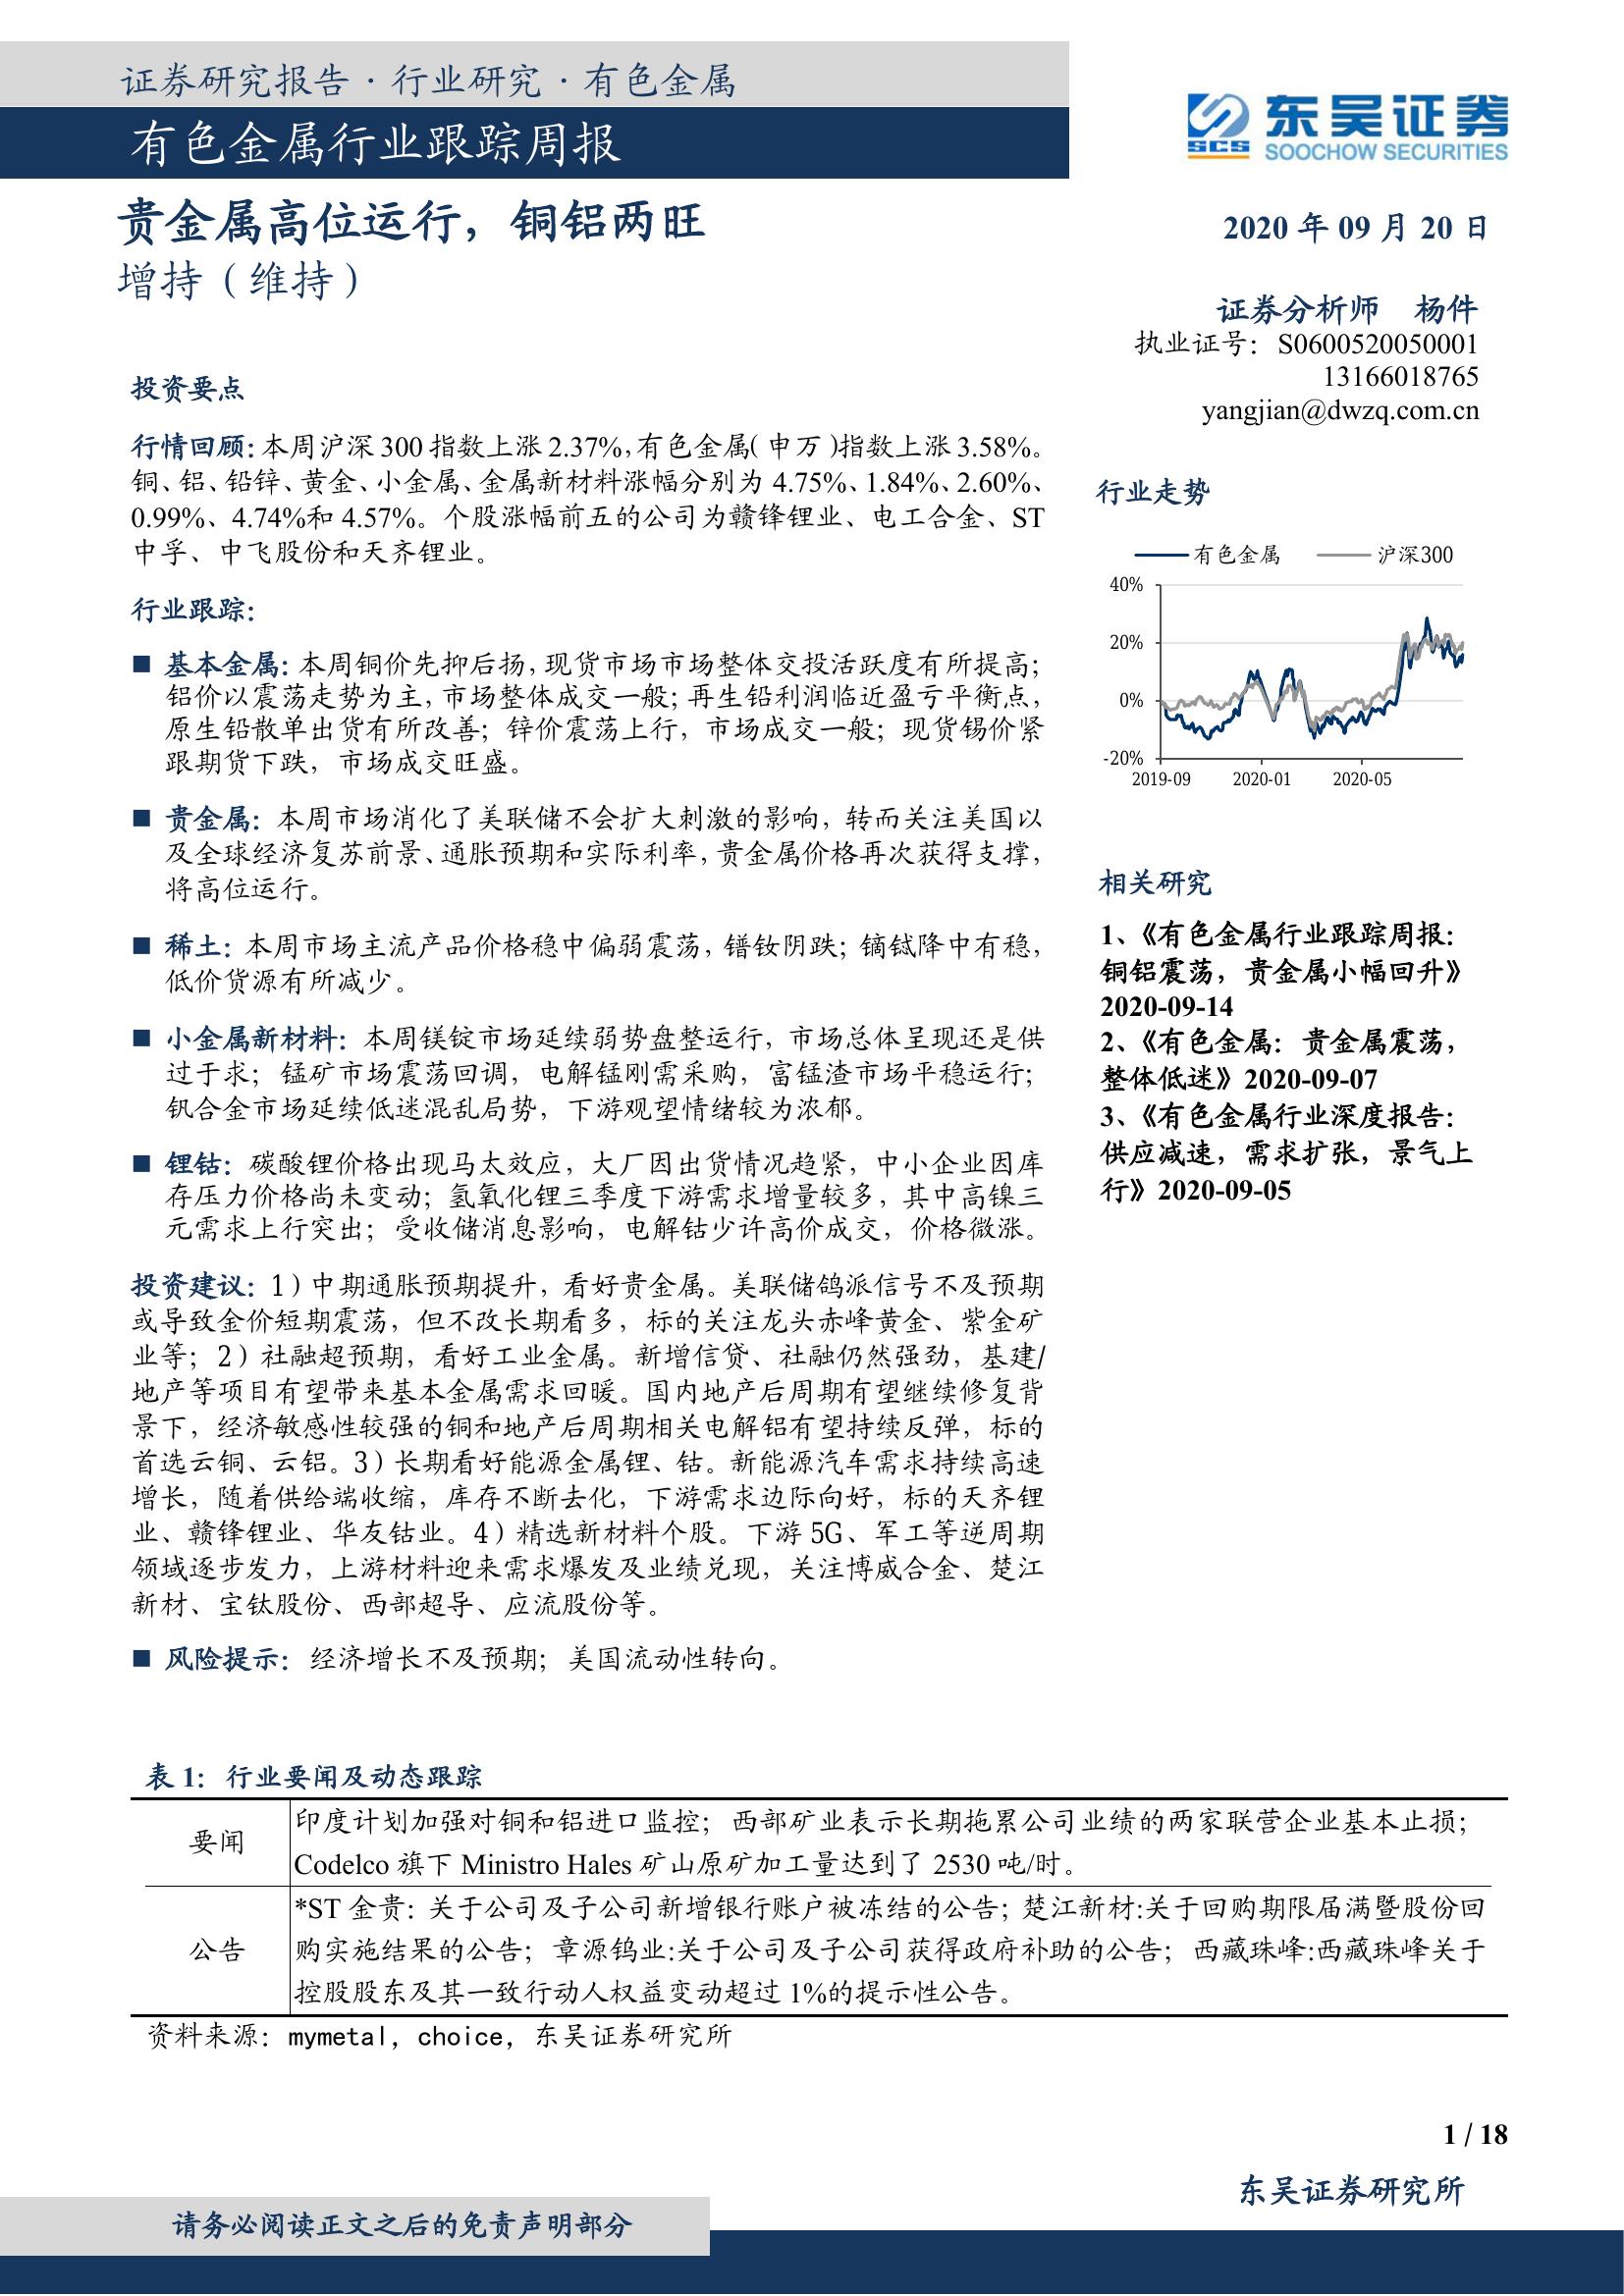 证券研究报告 · 行业研究 · 有色金属
有色金属行业跟踪周报
SCS 东吴证券
SOOCHOW SECURITIES
贵金属高位运行，铜铝两旺
增持（维持）
2020 年 09 月 20 日
证券分析师 杨件
执业证号：S0600520050001
13166018765
yangjian@dwzq.com.cn
投资要点
行情回顾：本周沪深 300 指数上涨 2.37%，有色金属（申万）指数上涨 3.58%。
铜、铝、铅锌、黄金、小金属、金属新材料涨幅分别为 4.75%、1.84%、2.60%、
0.99%、4.74%和 4.57%。个股涨幅前五的公司为赣锋锂业、电工合金、ST
中孚、中飞股份和天齐锂业。
行业跟踪：
■ 基本金属：本周铜价先抑后扬，现货市场市场整体交投活跃度有所提高；
铝价以震荡走势为主，市场整体成交一般；再生铅利润临近盈亏平衡点，
原生铅散单出货有所改善；锌价震荡上行，市场成交一般；现货锡价紧
跟期货下跌，市场成交旺盛。
■ 贵金属：本周市场消化了美联储不会扩大刺激的影响，转而关注美国以
及全球经济复苏前景、通胀预期和实际利率，贵金属价格再次获得支撑，
将高位运行。
■ 稀土：本周市场主流产品价格稳中偏弱震荡，镨钕阴跌；镝铽降中有稳，
低价货源有所减少。
■ 小金属新材料：本周镁锭市场延续弱势盘整运行，市场总体呈现还是供
过于求；锰矿市场震荡回调，电解锰刚需采购，富锰渣市场平稳运行；
钒合金市场延续低迷混乱局势，下游观望情绪较为浓郁。
■ 锂钴：碳酸锂价格出现马太效应，大厂因出货情况趋紧，中小企业因库
存压力价格尚未变动；氢氧化锂三季度下游需求增量较多，其中高镍三
元需求上行突出；受收储消息影响，电解钴少许高价成交，价格微涨。
投资建议：1）中期通胀预期提升，看好贵金属。美联储鸽派信号不及预期
或导致金价短期震荡，但不改长期看多，标的关注龙头赤峰黄金、紫金矿
业等；2）社融超预期，看好工业金属。新增信贷、社融仍然强劲，基建/
地产等项目有望带来基本金属需求回暖。国内地产后周期有望继续修复背
景下，经济敏感性较强的铜和地产后周期相关电解铝有望持续反弹，标的
首选云铜、云铝。3）长期看好能源金属锂、钴。新能源汽车需求持续高速
增长，随着供给端收缩，库存不断去化，下游需求边际向好，标的天齐锂
业、赣锋锂业、华友钴业。4）精选新材料个股。下游 5G、军工等逆周期
领域逐步发力，上游材料迎来需求爆发及业绩兑现，关注博威合金、楚江
新材、宝钛股份、西部超导、应流股份等。
■ 风险提示：经济增长不及预期；美国流动性转向。
行业走势
有色金属 沪深300
40%
20%
0%
-20%
2019-09 2020-01 2020-05
相关研究
1、《有色金属行业跟踪周报：
铜铝震荡，贵金属小幅回升》
2020-09-14
2、《有色金属：贵金属震荡，
整体低迷》2020-09-07
3、《有色金属行业深度报告：
供应减速，需求扩张，景气上
行》2020-09-05
表 1：行业要闻及动态跟踪
要闻
印度计划加强对铜和铝进口监控；西部矿业表示长期拖累公司业绩的两家联营企业基本止损；
Codelco 旗下 Ministro Hales 矿山原矿加工量达到了 2530 吨/时。
公告
*ST 金贵：关于公司及子公司新增银行账户被冻结的公告；楚江新材:关于回购期限届满暨股份回
购实施结果的公告；章源钨业:关于公司及子公司获得政府补助的公告；西藏珠峰:西藏珠峰关于
控股股东及其一致行动人权益变动超过 1%的提示性公告。
资料来源：mymetal，choice，东吴证券研究所
1 / 18
东吴证券研究所
请务必阅读正文之后的免责声明部分